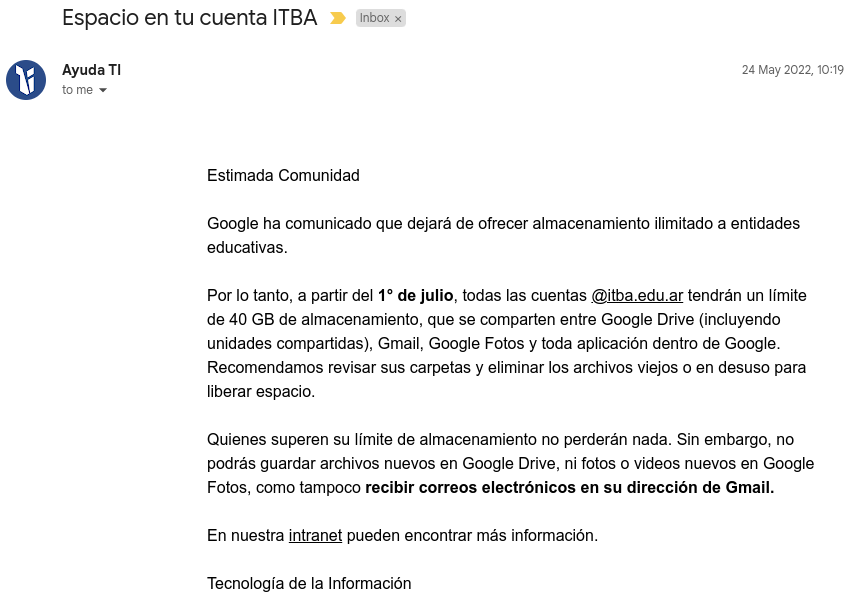 Espacio en tu cuenta ITBA
Inbox ×
Ayuda TI
24 May 2022, 10:19
to me
Estimada Comunidad
Google ha comunicado que dejará de ofrecer almacenamiento ilimitado a entidades
educativas.
Por lo tanto, a partir del 1° de julio, todas las cuentas @itba.edu.ar tendrán un límite
de 40 GB de almacenamiento, que se comparten entre Google Drive (incluyendo
unidades compartidas), Gmail, Google Fotos y toda aplicación dentro de Google.
Recomendamos revisar sus carpetas y eliminar los archivos viejos o en desuso para
liberar espacio.
Quienes superen su límite de almacenamiento no perderán nada. Sin embargo, no
podrás guardar archivos nuevos en Google Drive, ni fotos o videos nuevos en Google
Fotos, como tampoco recibir correos electrónicos en su dirección de Gmail.
En nuestra intranet pueden encontrar más información.
Tecnología de la Información